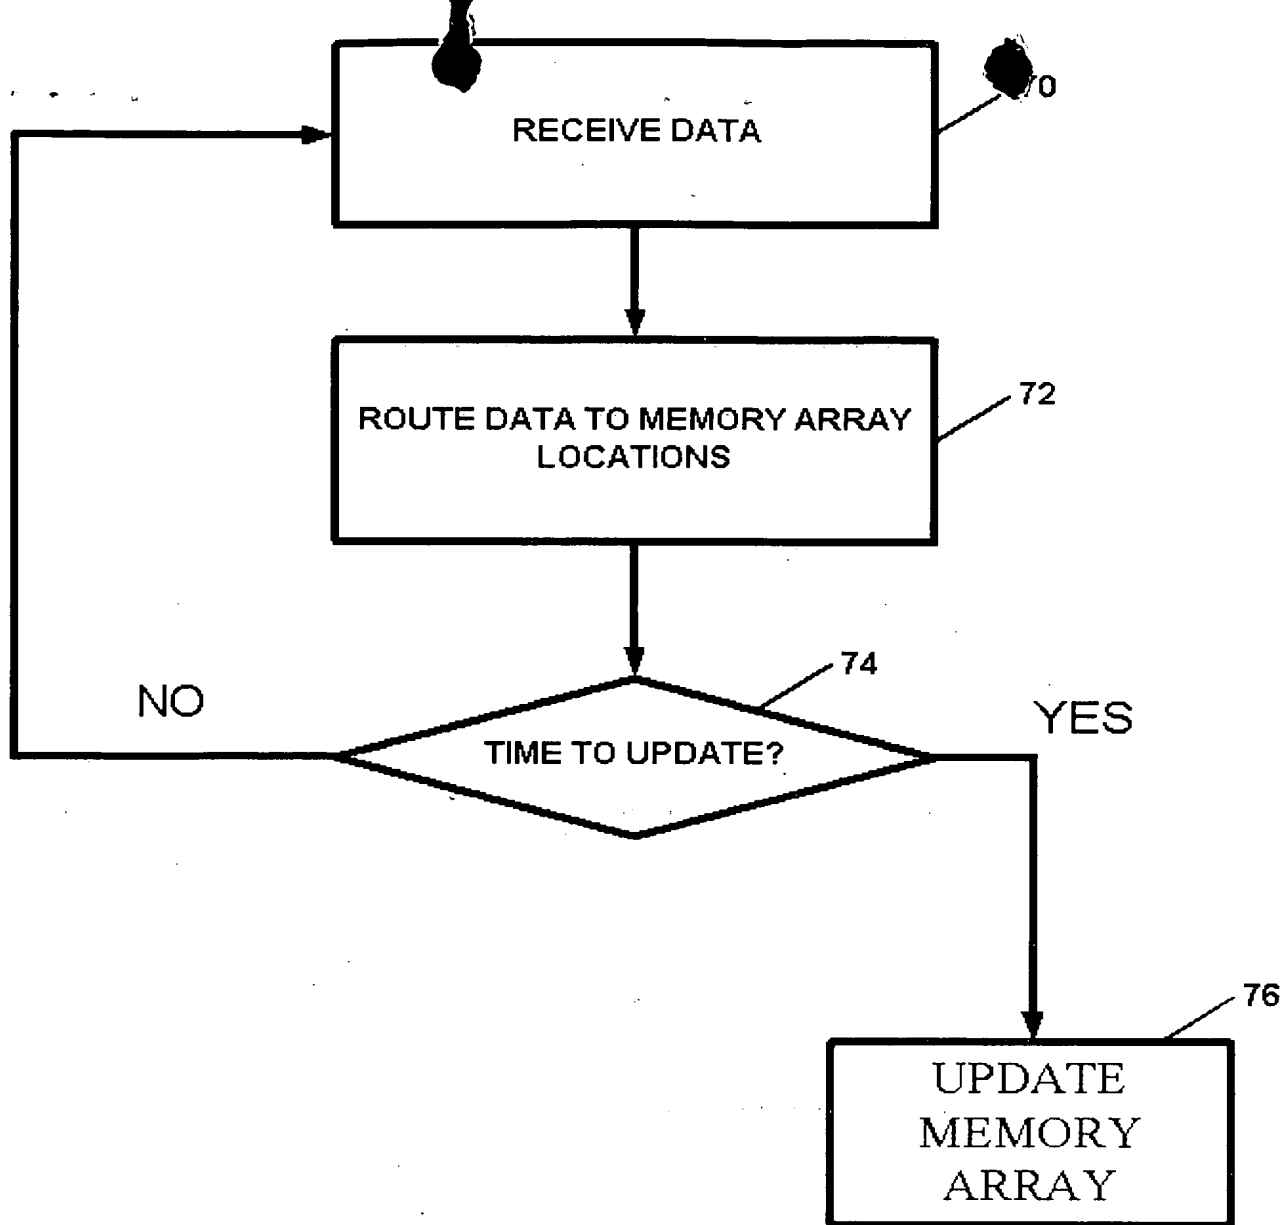 RECEIVE DATA
ROUTE DATA TO MEMORY ARRAY
LOCATIONS
72
74
NO
TIME TO UPDATE?
YES
76
UPDATE
MEMORY
ARRAY